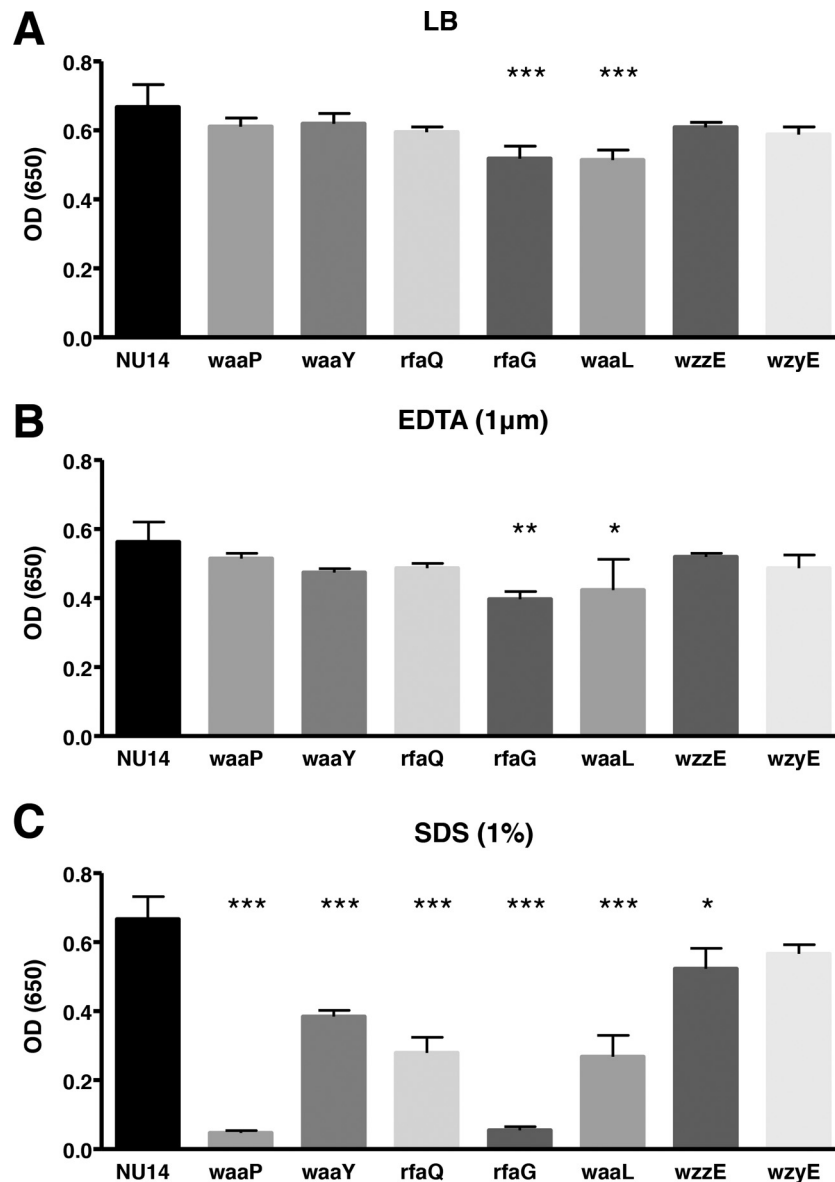 A
LB
OD (650)
0.8
*** ***
0.6
0.4
0.2
0.0
NU14 waaP waaY rfaQ rfaG waaL wzzE wzyE
B
EDTA (1µm)
OD (650)
0.8
0.6
** *
0.4
0.2
0.0
NU14 waaP waaY rfaQ rfaG waaL wzzE wzyE
C
SDS (1%)
OD (650)
0.8
*** *** *** *** *** *
0.6
0.4
0.2
0.0
NU14 waaP waaY rfaQ rfaG waaL wzzE wzyE